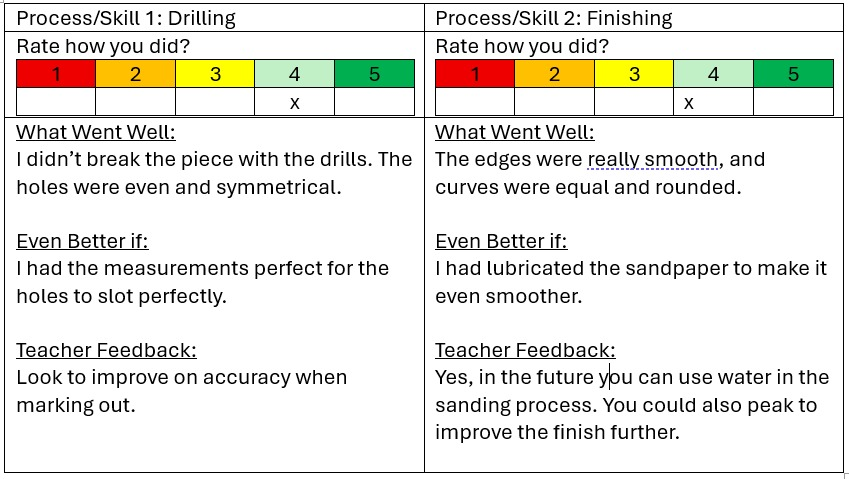 Process/Skill 1: Drilling
Rate how you did?
1 2 3 4 5
x
What Went Well:
I didn’t break the piece with the drills. The
holes were even and symmetrical.
Even Better if:
I had the measurements perfect for the
holes to slot perfectly.
Teacher Feedback:
Look to improve on accuracy when
marking out.
Process/Skill 2: Finishing
Rate how you did?
1 2 3 4 5
x
What Went Well:
The edges were really smooth, and
curves were equal and rounded.
Even Better if:
I had lubricated the sandpaper to make it
even smoother.
Teacher Feedback:
Yes, in the future you can use water in the
sanding process. You could also peak to
improve the finish further.